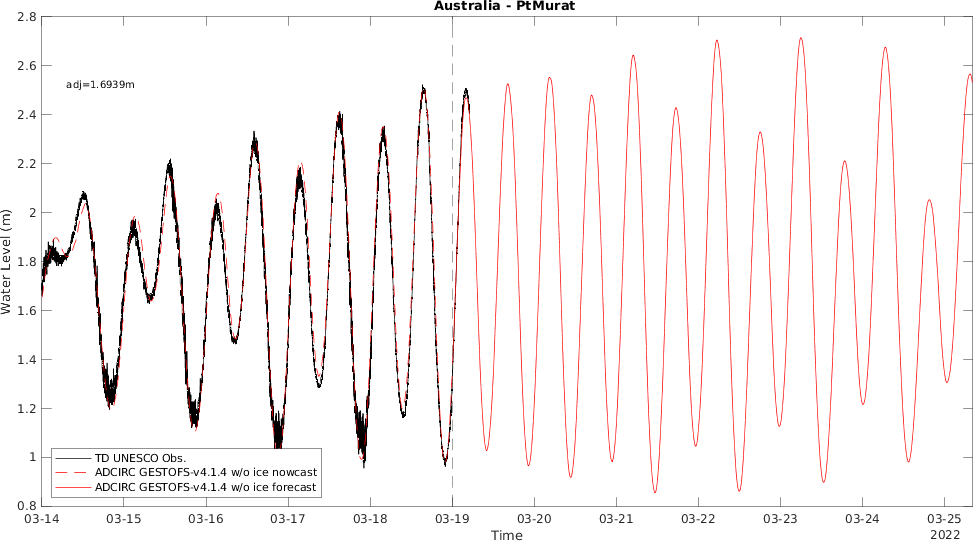 Australia - PtMurat
2.8
2.6
2.4
2.2
2
1.8
1.6
1.4
1.2
1
0.8
Water Level (m)
adj=1.6939m
TD UNESCO Obs.
ADCIRC GESTOFS-v4.1.4 w/o ice nowcast
ADCIRC GESTOFS-v4.1.4 w/o ice forecast
03-14 03-15 03-16 03-17 03-18 03-19 03-20 03-21 03-22 03-23 03-24 03-25
Time
2022